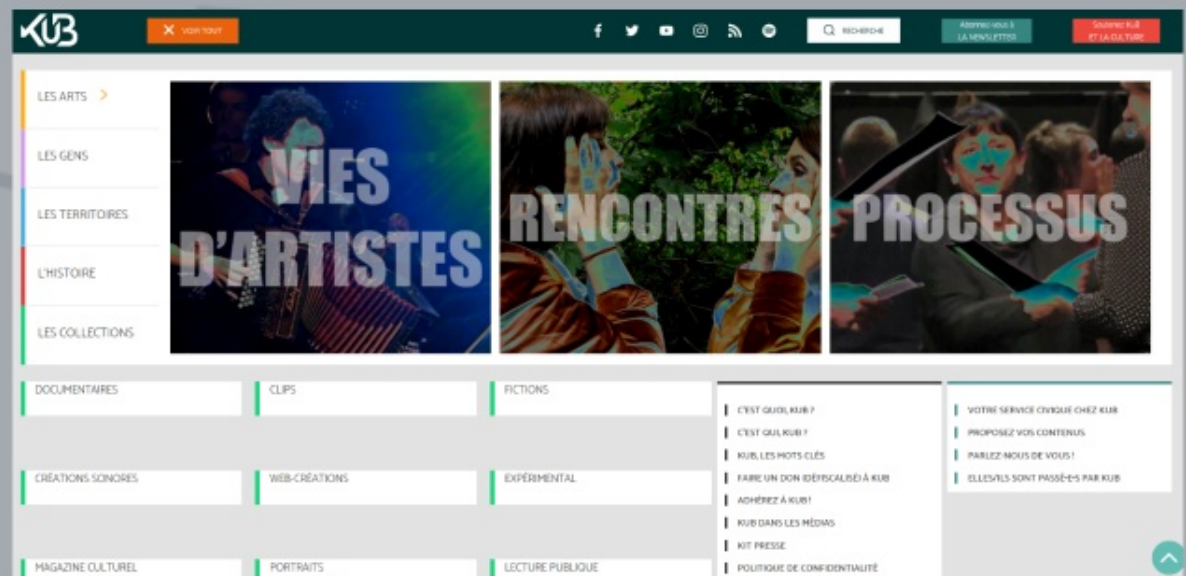 KUB
VOIR TOUT
RECHERCHE
Abonnez-vous à
LA NEWSLETTER
Soutenez KuB
ET LA CULTURE
LES ARTS
LES GENS
LES TERRITOIRES
L'HISTOIRE
LES COLLECTIONS
VIES
D'ARTISTES
RENCONTRES
PROCESSUS
DOCUMENTAIRES
CLIPS
FICTIONS
CRÉATIONS SONORES
WEB-CRÉATIONS
EXPÉRIMENTAL
MAGAZINE CULTUREL
PORTRAITS
LECTURE PUBLIQUE
C'EST QUOI, KUB ?
C'EST QUI, KUB ?
KUB, LES MOTS CLÉS
FAIRE UN DON (DÉFISCALISÉ) À KUB
ADHÉREZ À KUB !
KUB DANS LES MÉDIAS
KIT PRESSE
POLITIQUE DE CONFIDENTIALITÉ
VOTRE SERVICE CIVIQUE CHEZ KUB
PROPOSEZ VOS CONTENUS
PARLEZ-NOUS DE VOUS !
ELLES/ILS SONT PASSÉ-E-S PAR KUB